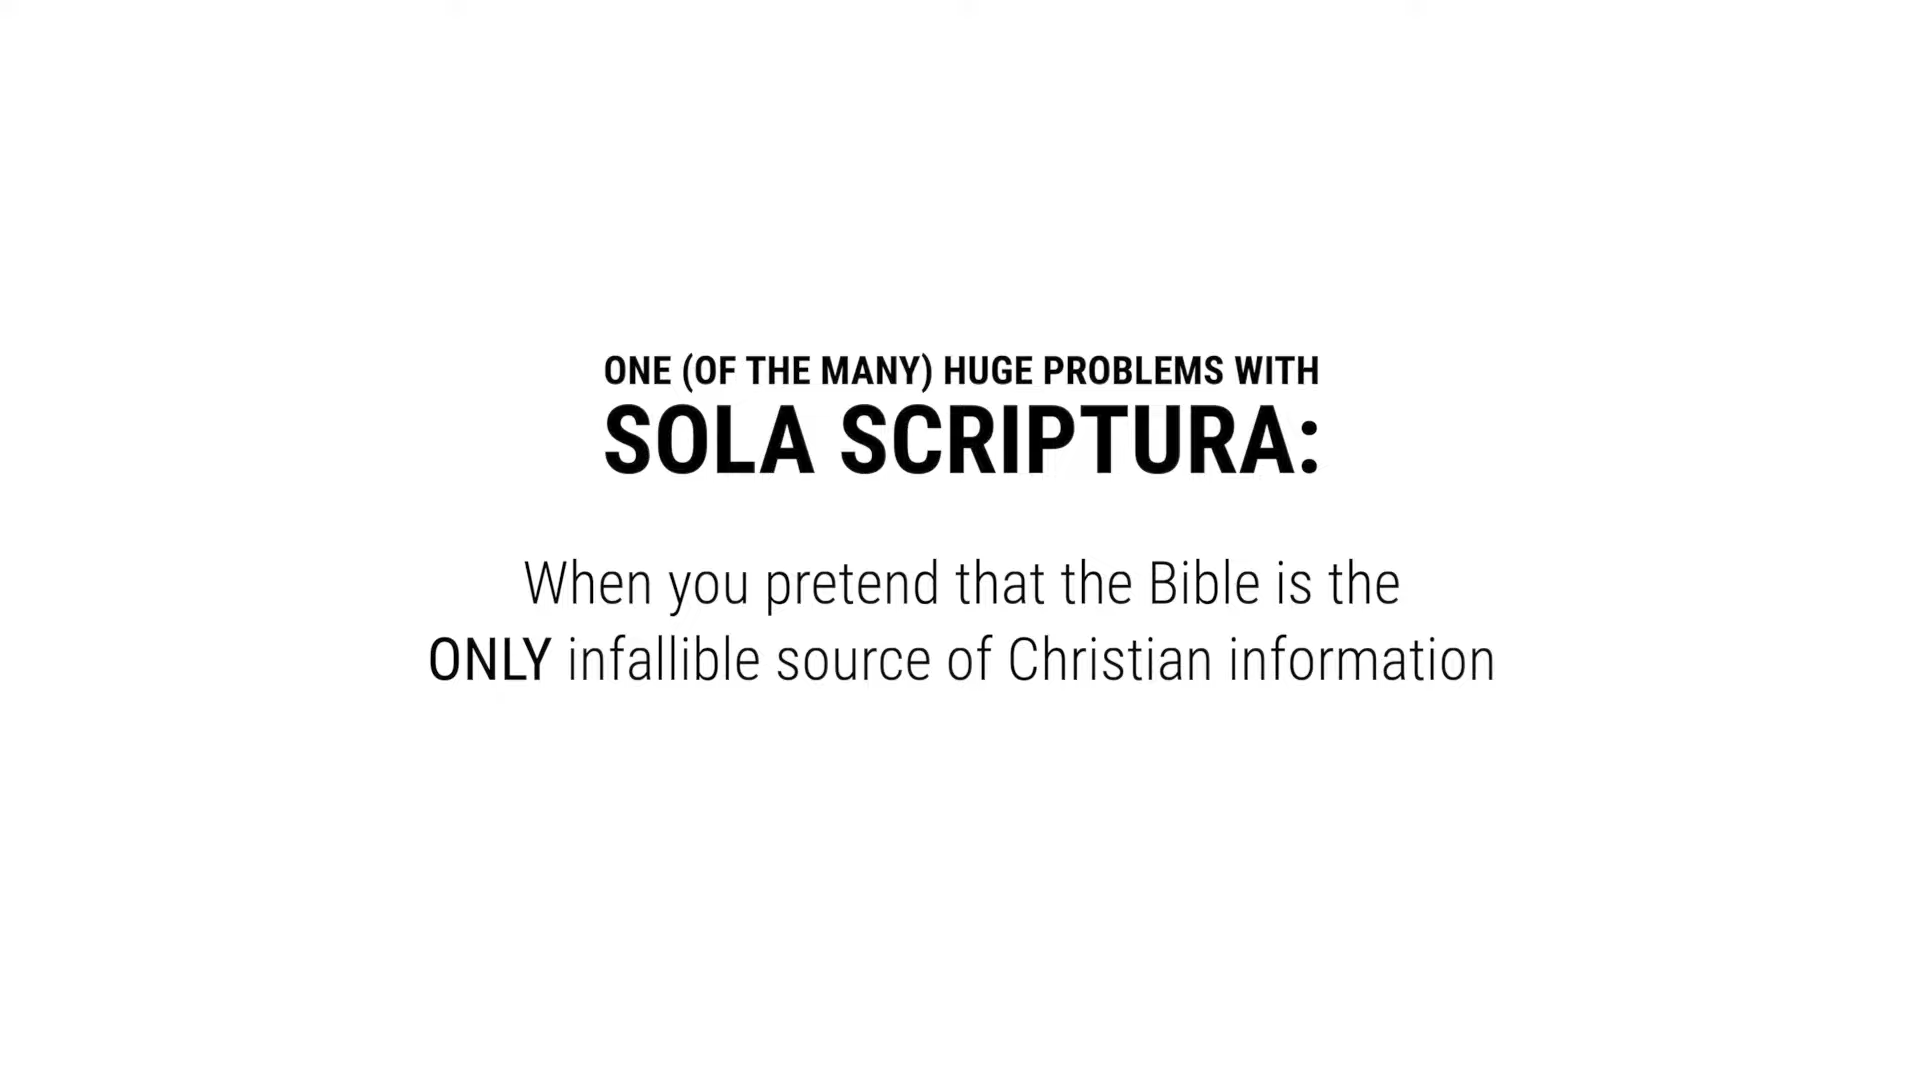 ONE (OF THE MANY) HUGE PROBLEMS WITH
SOLA SCRIPTURA:
When you pretend that the Bible is the
ONLY infallible source of Christian information